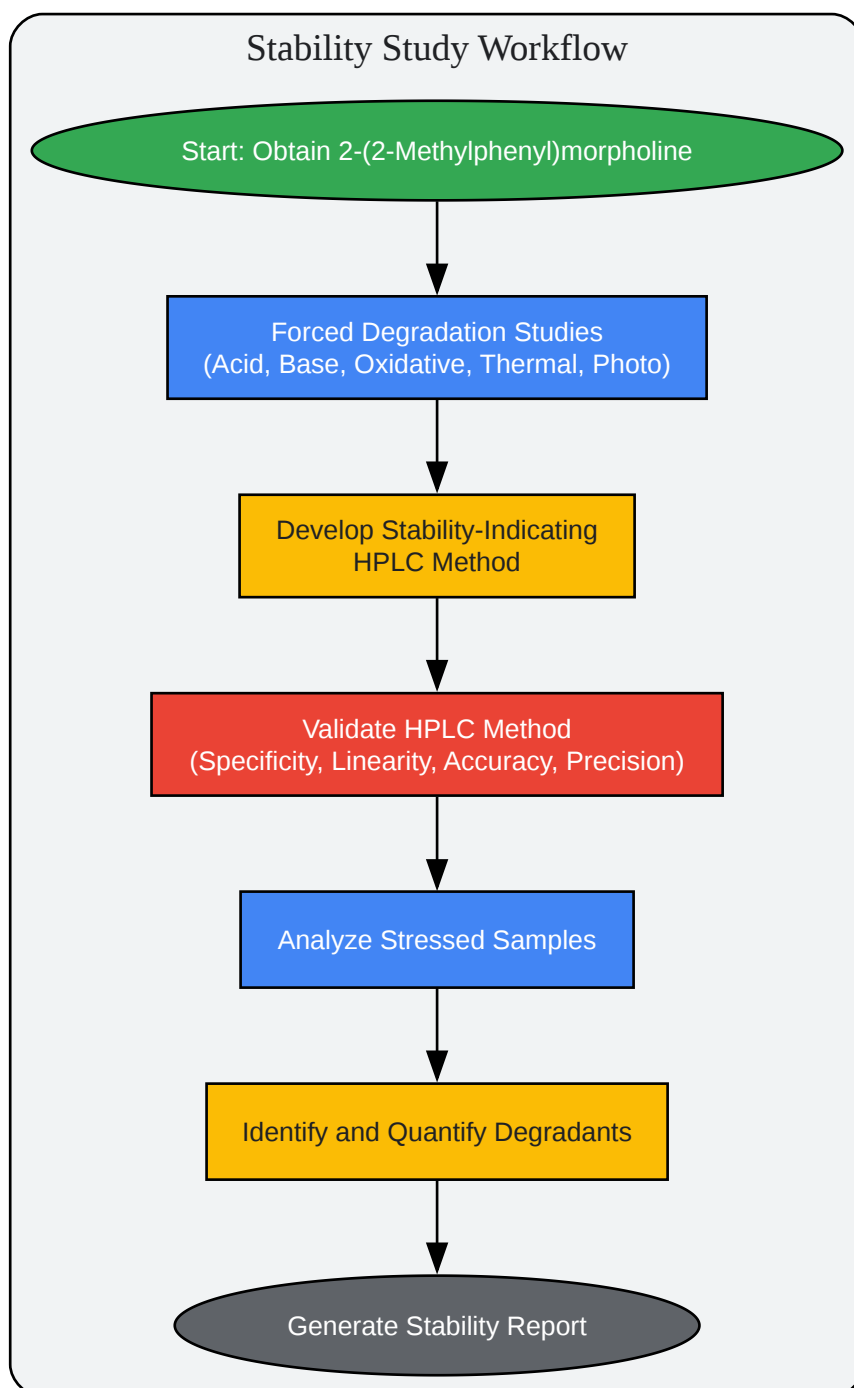 Stability Study Workflow
Start: Obtain 2-(2-Methylphenyl)morpholine
Forced Degradation Studies
(Acid, Base, Oxidative, Thermal, Photo)
Develop Stability-Indicating
HPLC Method
Validate HPLC Method
(Specificity, Linearity, Accuracy, Precision)
Analyze Stressed Samples
Identify and Quantify Degradants
Generate Stability Report